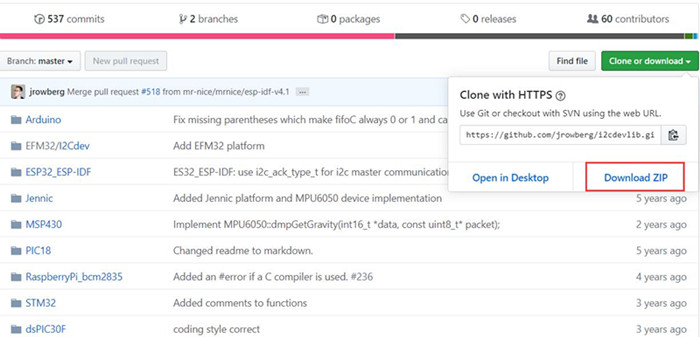 537 commits 2 branches 0 packages 0 releases 60 contributors
Branch: master New pull request Find file Clone or download
jrowberg Merge pull request #518 from mr-nice/mrnice/esp-idf-v4.1 ...
Clone with HTTPS ?
Use Git or checkout with SVN using the web URL.
https://github.com/jrowberg/i2cdevlib.gi
Open in Desktop Download ZIP
Arduino Fix missing parentheses which make fifoC always 0 or 1 and ca
EFM32/I2Cdev Add EFM32 platform
ESP32_ESP-IDF ES32_ESP-IDF: use i2c_ack_type_t for i2c master communication
Jennic Added Jennic platform and MPU6050 device implementation 5 years ago
MSP430 Implement MPU6050::dmpGetGravity(int16_t *data, const uint8_t* packet); 2 years ago
PIC18 Changed readme to markdown. 5 years ago
RaspberryPi_bcm2835 Added an #error if a C compiler is used. #236 4 years ago
STM32 Added comments to functions 3 years ago
dsPIC30F coding style correct 3 years ago